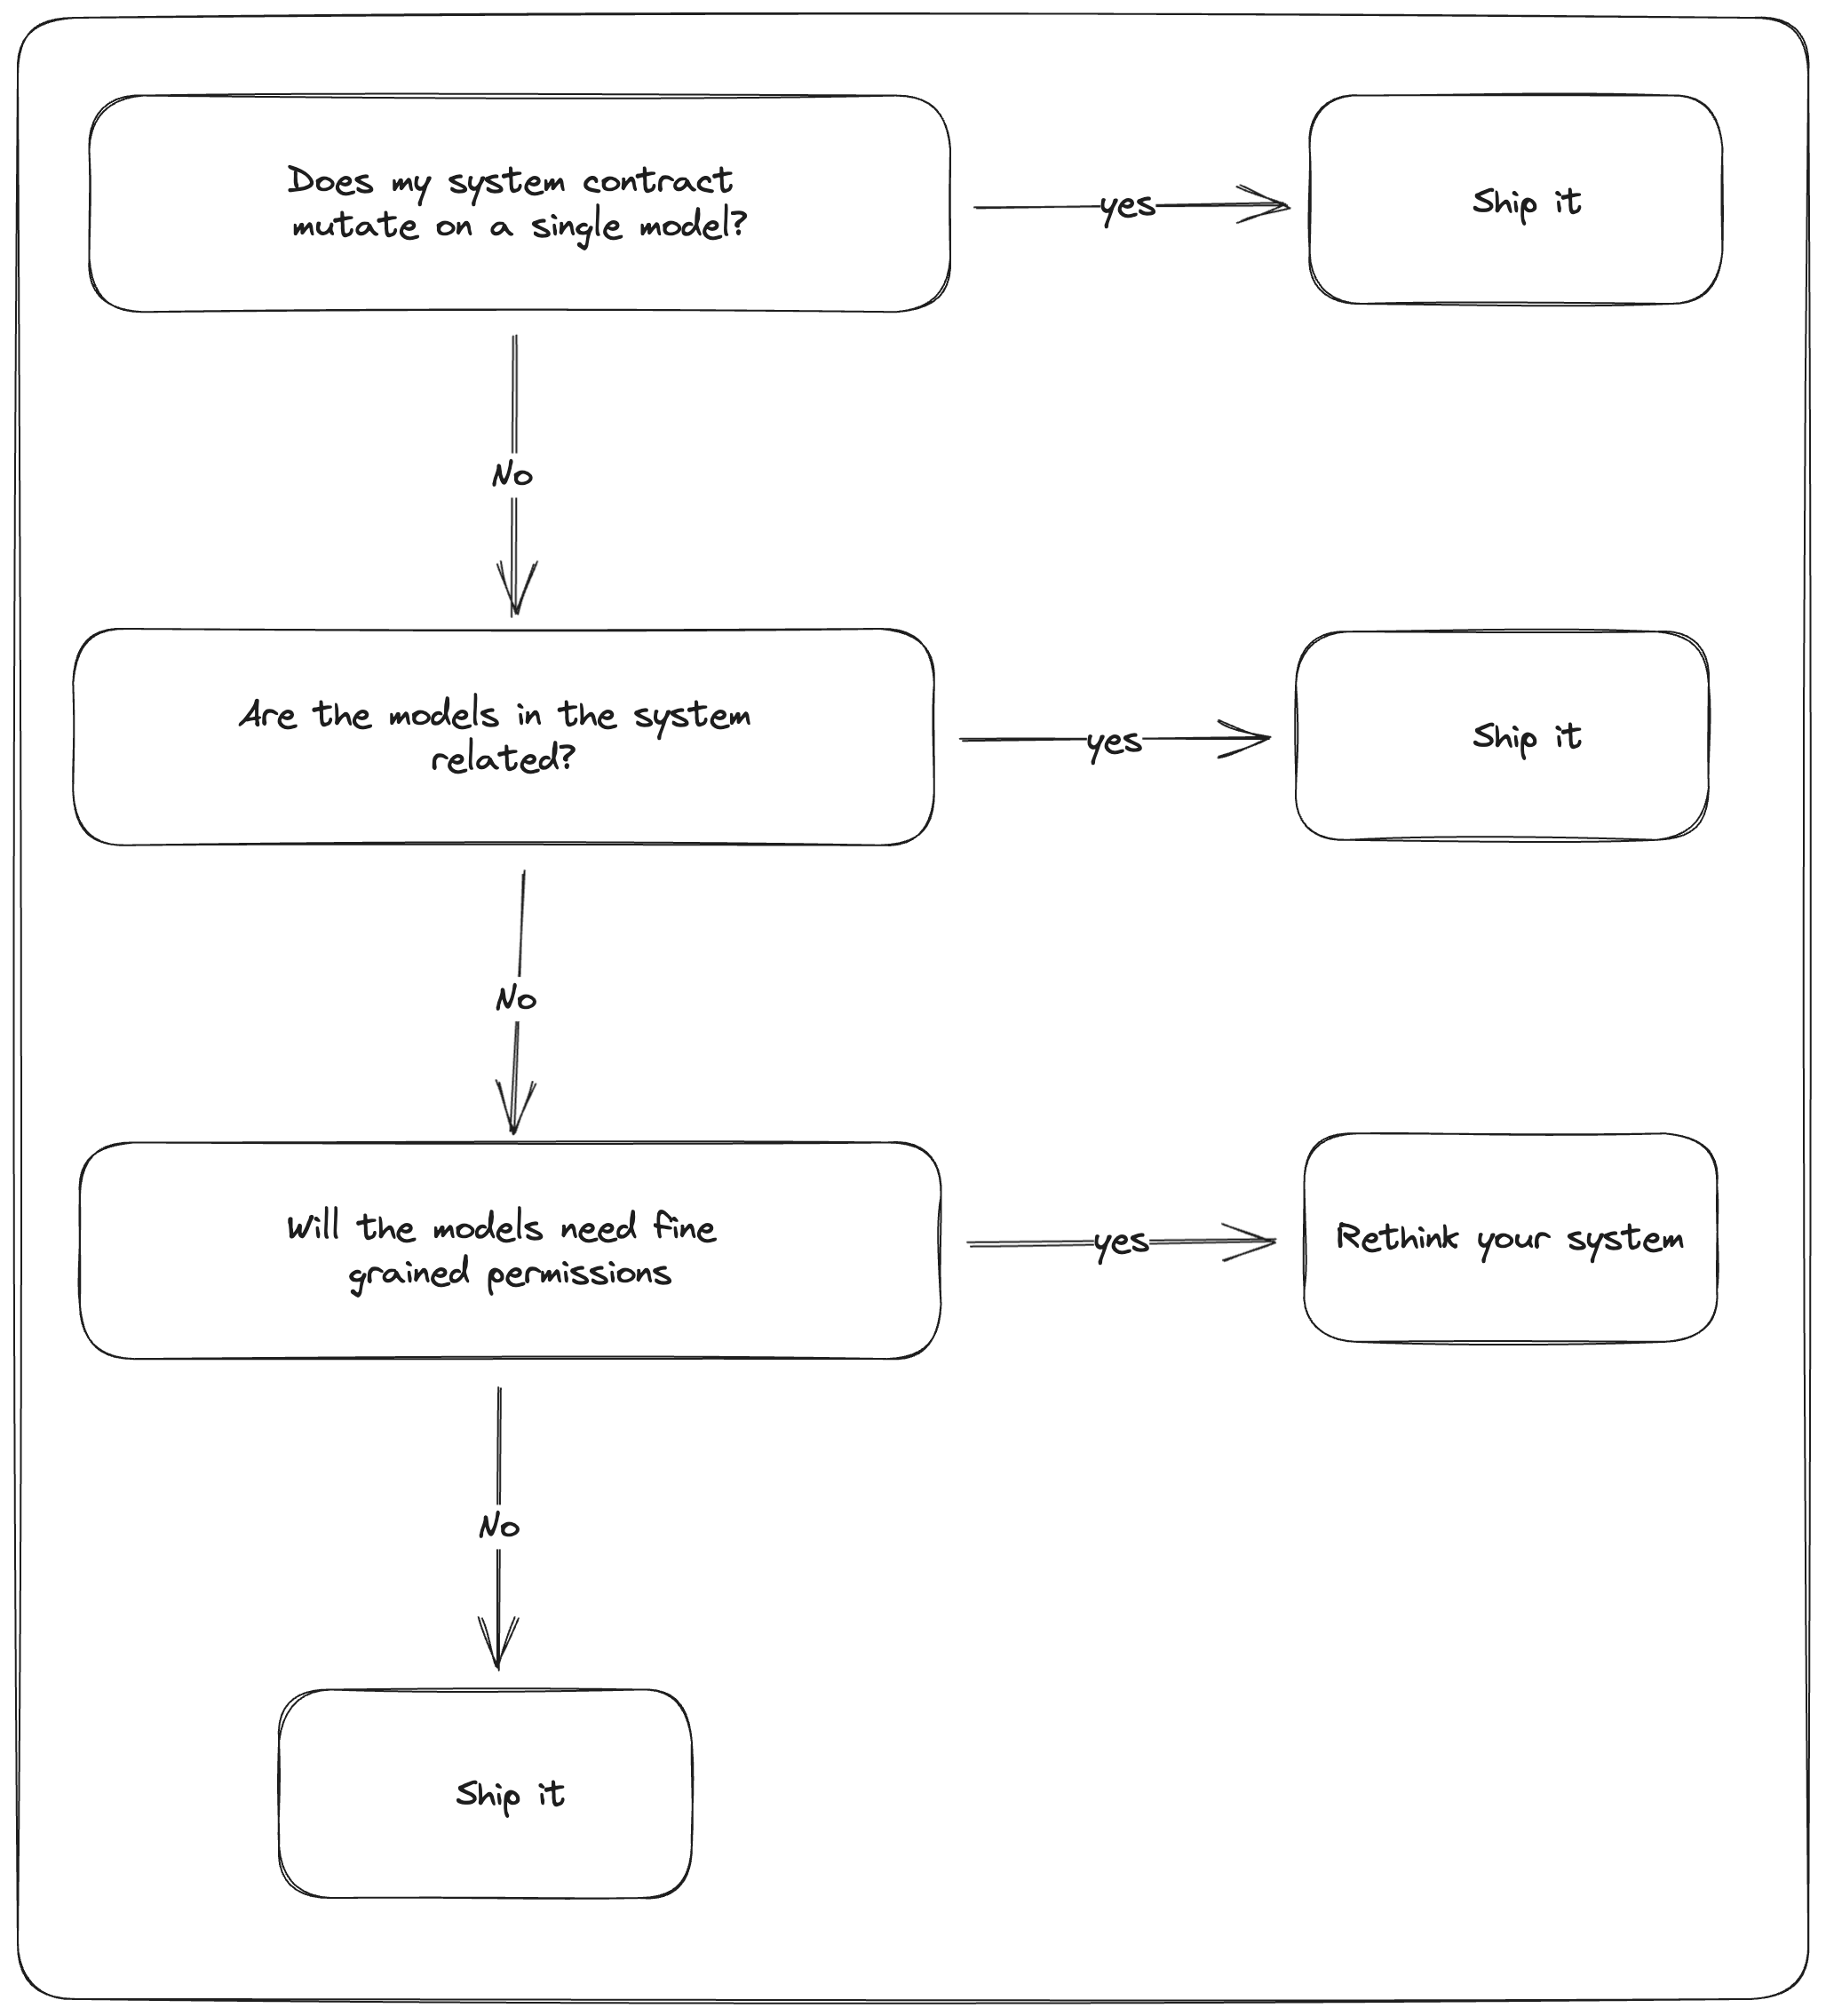 Does my system contract
mutate on a single model?
yes
Ship it
No
Are the models in the system
related?
yes
Ship it
No
Will the models need fine
grained permissions
yes
Rethink your system
No
Ship it